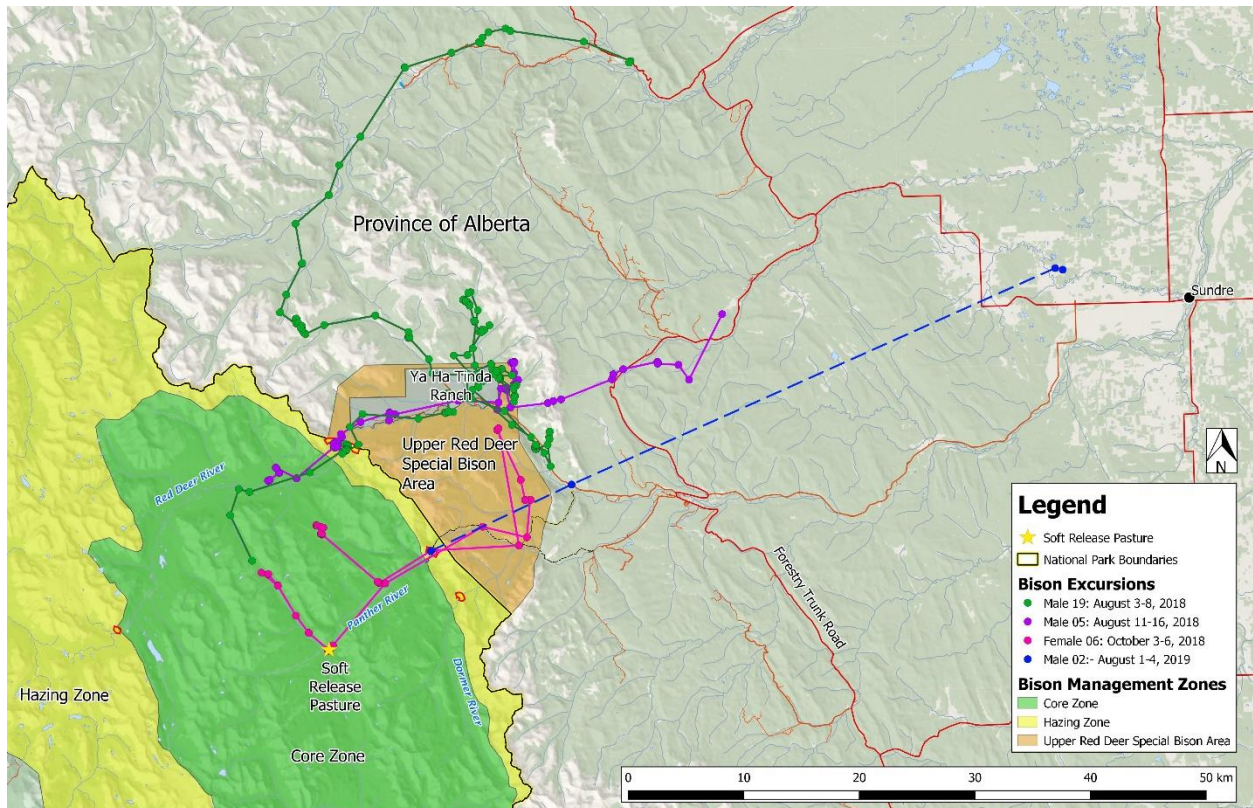 Province of Alberta
Sundre
Ya Ha Tinda
Ranch
Upper Red Deer
Special Bison
Area
Red Deer River
Panther River
Dormer River
Forestry Trunk Road
Soft
Release
Pasture
Hazing Zone
Core Zone
N
Legend
Soft Release Pasture
National Park Boundaries
Bison Excursions
Male 19: August 3-8, 2018
Male 05: August 11-16, 2018
Female 06: October 3-6, 2018
Male 02:- August 1-4, 2019
Bison Management Zones
Core Zone
Hazing Zone
Upper Red Deer Special Bison Area
0 10 20 30 40 50 km